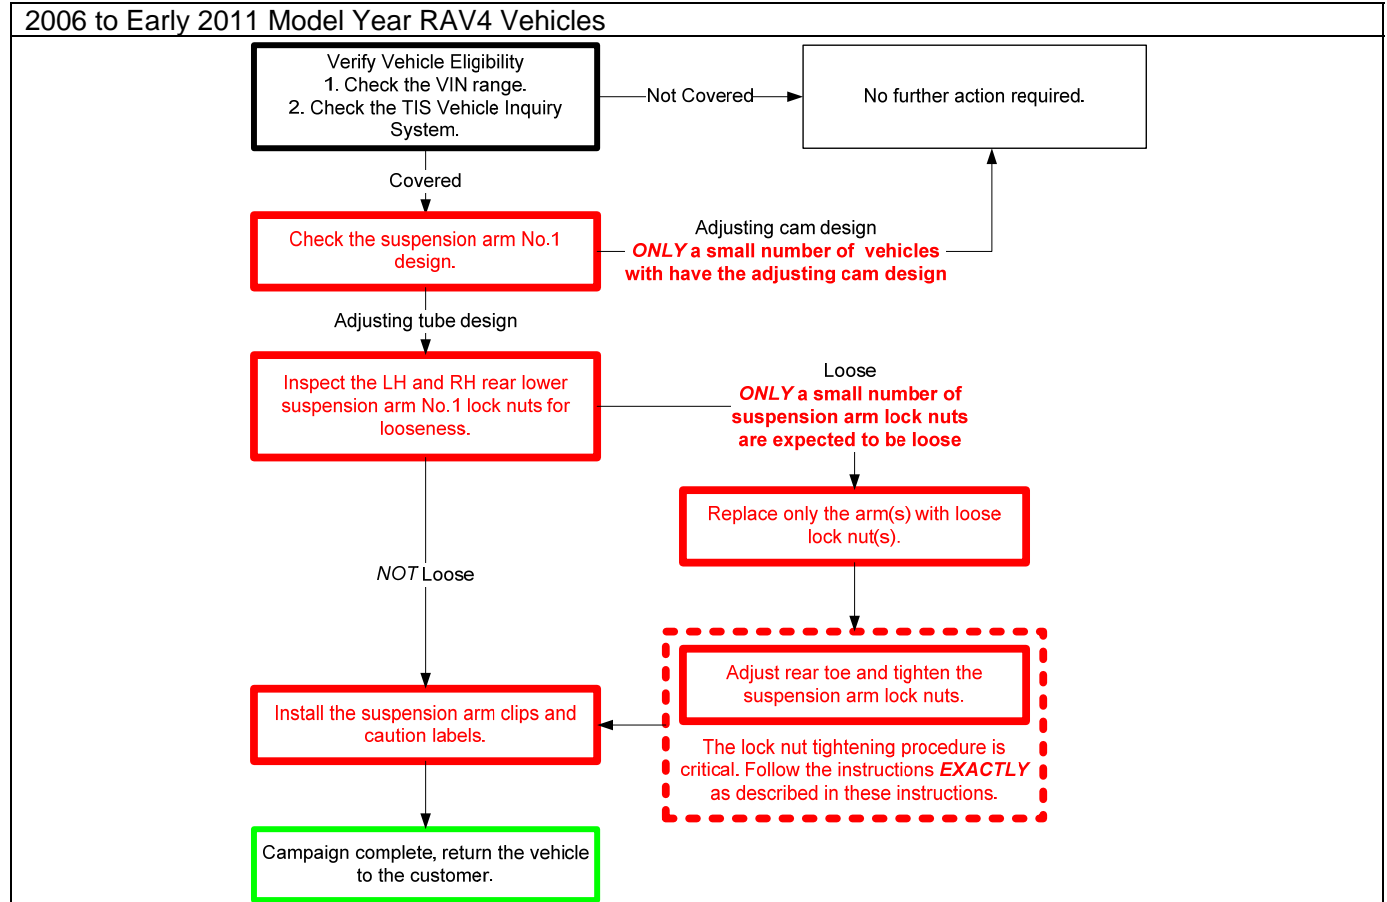 2006 to Early 2011 Model Year RAV4 Vehicles
Verify Vehicle Eligibility
1. Check the VIN range.
2. Check the TIS Vehicle Inquiry
System.
Not Covered
No further action required.
Covered
Check the suspension arm No.1
design.
Adjusting cam design
ONLY a small number of vehicles
with have the adjusting cam design
Adjusting tube design
Inspect the LH and RH rear lower
suspension arm No.1 lock nuts for
looseness.
Loose
ONLY a small number of
suspension arm lock nuts
are expected to be loose
Replace only the arm(s) with loose
lock nut(s).
NOT Loose
Adjust rear toe and tighten the
suspension arm lock nuts.
The lock nut tightening procedure is
critical. Follow the instructions EXACTLY
as described in these instructions.
Install the suspension arm clips and
caution labels.
Campaign complete, return the vehicle
to the customer.